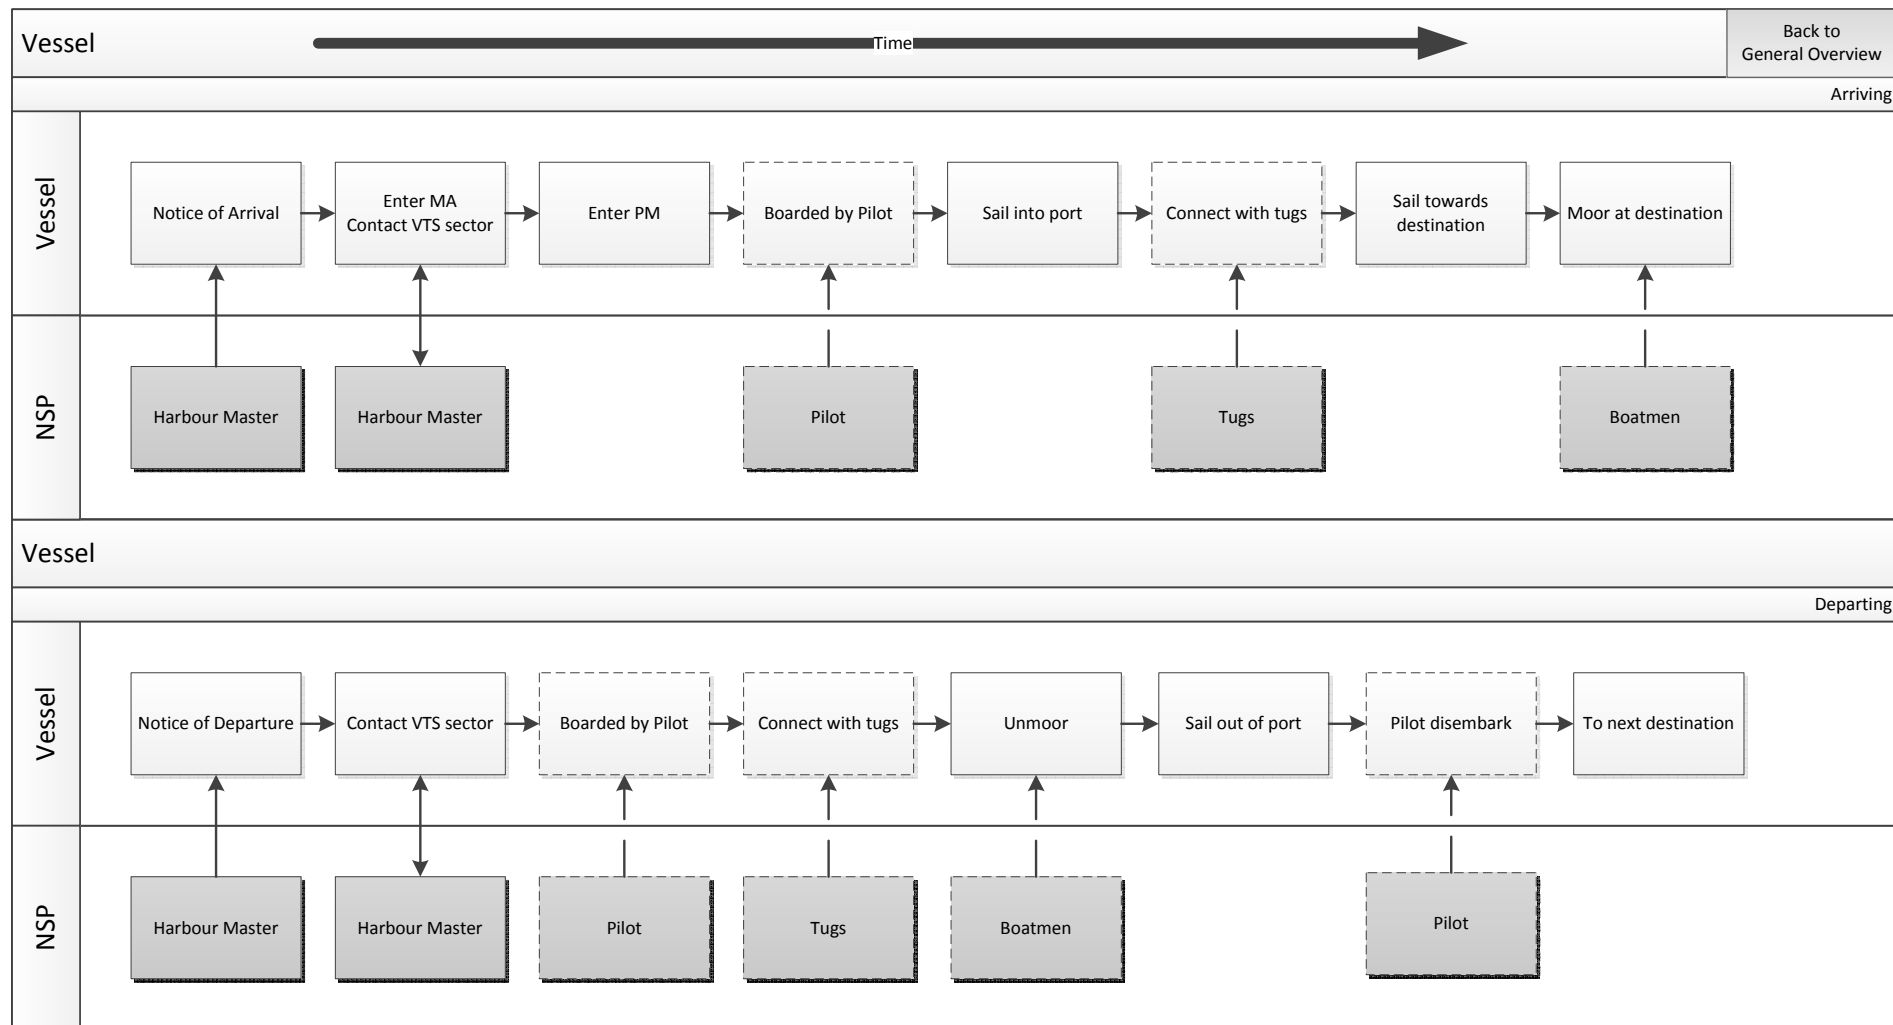 Vessel
Time
Back to
General Overview
Arriving
Vessel
Notice of Arrival
Enter MA
Contact VTS sector
Enter PM
Boarded by Pilot
Sail into port
Connect with tugs
Sail towards
destination
Moor at destination
NSP
Harbour Master
Harbour Master
Pilot
Tugs
Boatmen
Vessel
Departing
Vessel
Notice of Departure
Contact VTS sector
Boarded by Pilot
Connect with tugs
Unmoor
Sail out of port
Pilot disembark
To next destination
NSP
Harbour Master
Harbour Master
Pilot
Tugs
Boatmen
Pilot